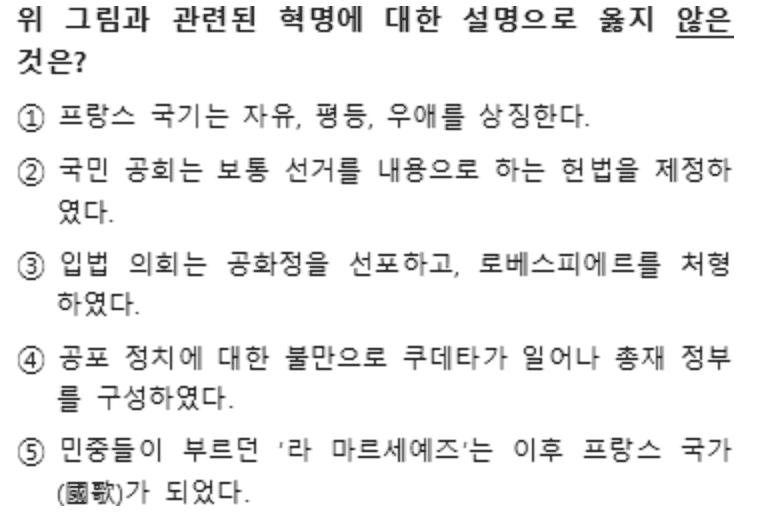 위 그림과 관련된 혁명에 대한 설명으로 옳지 않은
것은?
① 프랑스 국기는 자유, 평등, 우애를 상징한다.
② 국민 공회는 보통 선거를 내용으로 하는 헌법을 제정하
였다.
③ 입법 의회는 공화정을 선포하고, 로베스피에르를 처형
하였다.
④ 공포 정치에 대한 불만으로 쿠데타가 일어나 총재 정부
를 구성하였다.
⑤ 민중들이 부르던 '라 마르세예즈'는 이후 프랑스 국가
(國歌)가 되었다.